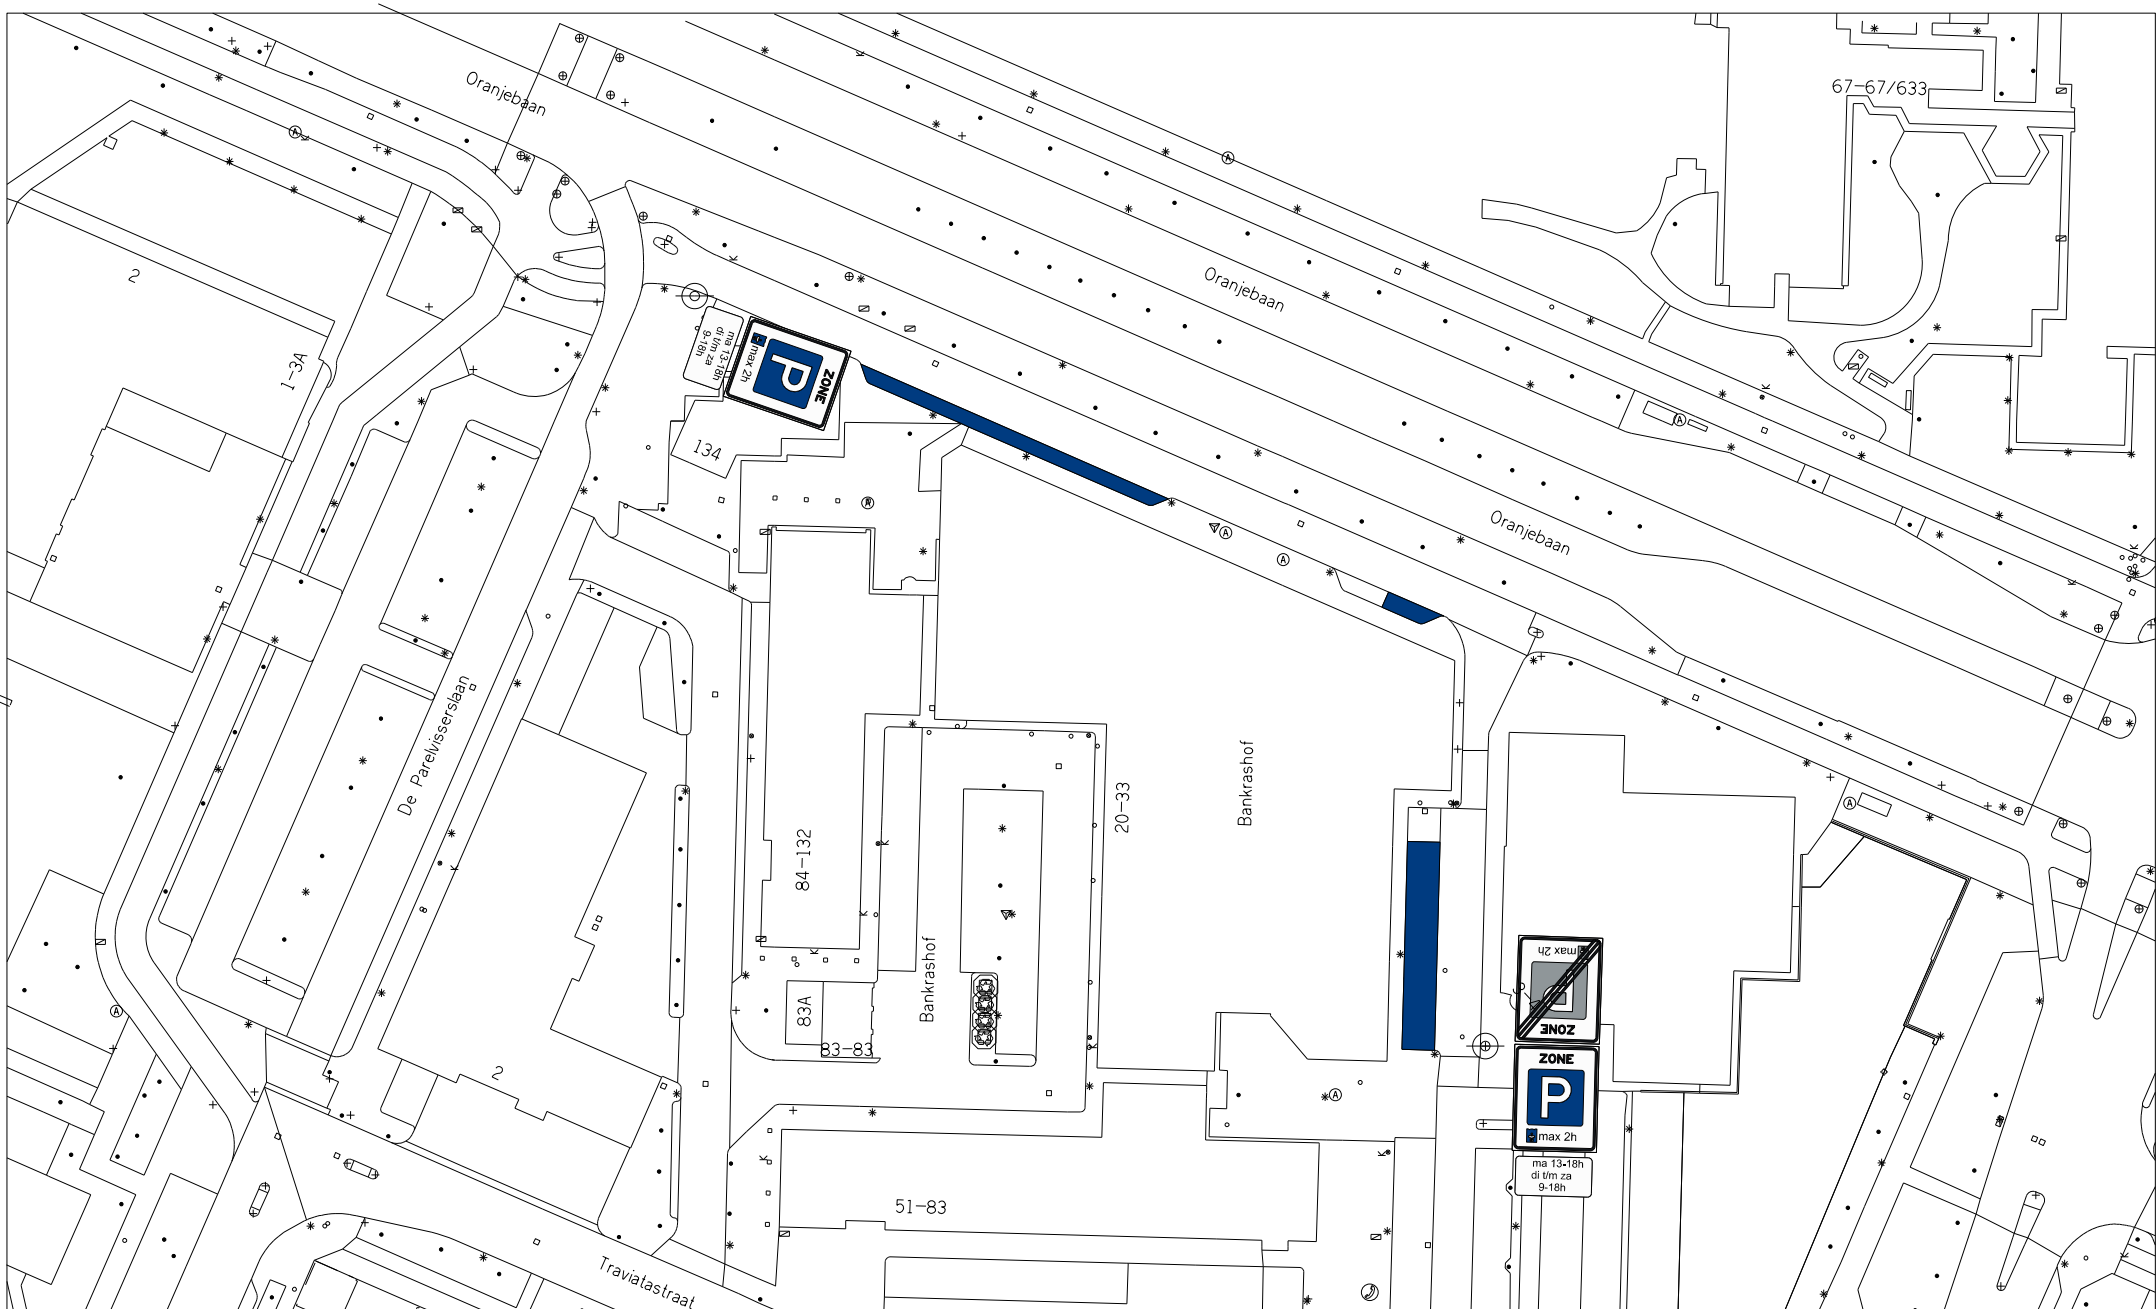 Oranjebaan
67-67/633
2
Oranjebaan
1-3A
ma 13-18h
di t/m za
9-18h
ZONE
P
max 2h
134
Oranjebaan
De Parelvisserslaan
Bankrashof
20-33
84-132
Bankrashof
83A
83-83
2
max 2h
P
ZONE
ZONE
P
max 2h
ma 13-18h
di t/m za
9-18h
51-83
Traviatastraat